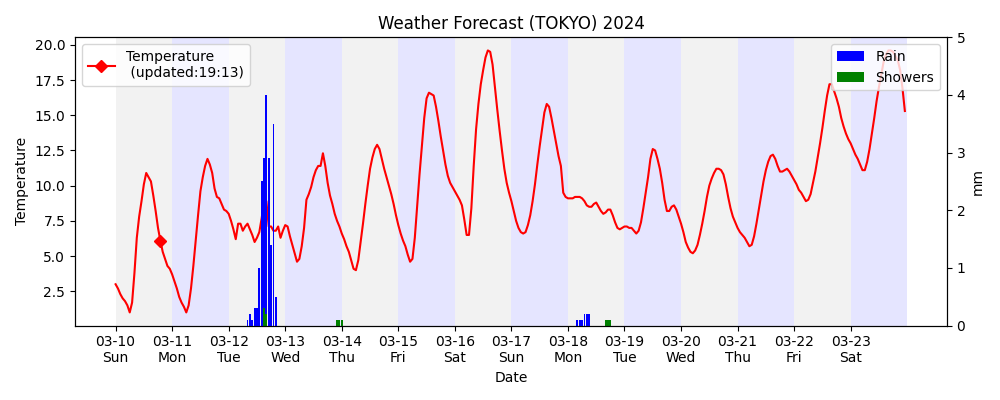 Weather Forecast (TOKYO) 2024
Temperature
(updated:19:13)
Rain
Showers
Temperature
20.0
17.5
15.0
12.5
10.0
7.5
5.0
2.5
5
4
3
2
1
0
mm
03-10 03-11 03-12 03-13 03-14 03-15 03-16 03-17 03-18 03-19 03-20 03-21 03-22 03-23
Sun Mon Tue Wed Thu Fri Sat Sun Mon Tue Wed Thu Fri Sat
Date